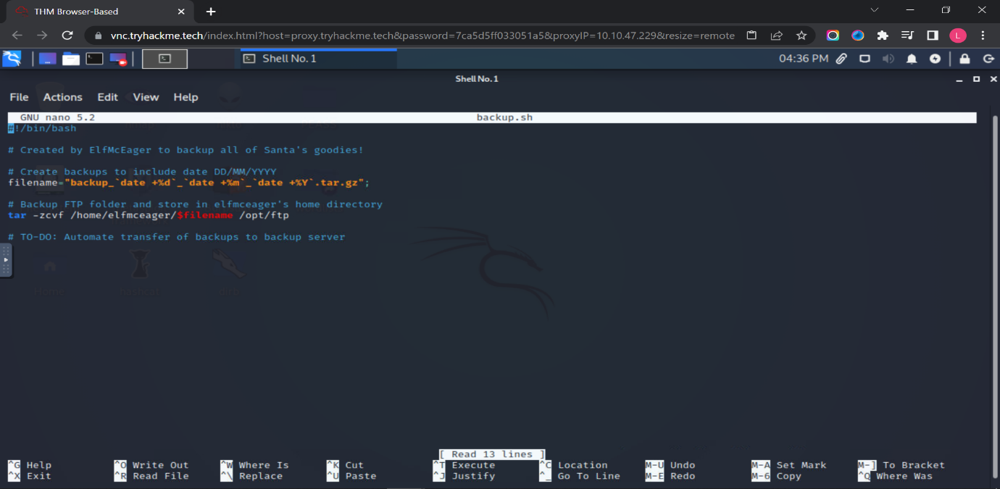 THM Browser-Based
vnc.tryhackme.tech/index.html?host=proxy.tryhackme.tech&password=7ca5d5ff033051a5&proxyIP=10.10.47.229&resize=remote
L
Shell No. 1
04:36 PM
Shell No. 1
File Actions Edit View Help
GNU nano 5.2 backup.sh
#!/bin/bash
# Created by ElfMcEager to backup all of Santa's goodies!
# Create backups to include date DD/MM/YYYY
filename="backup_`date +%d`_`date +%m`_`date +%Y`.tar.gz";
# Backup FTP folder and store in elfmceager's home directory
tar -zcvf /home/elfmceager/$filename /opt/ftp
# TO-DO: Automate transfer of backups to backup server
Home
[ Read 13 lines ]
^G Help ^O Write Out ^W Where Is ^K Cut ^T Execute ^C Location M-U Undo M-A Set Mark M-] To Bracket
^X Exit ^R Read File ^\ Replace ^U Paste ^J Justify ^_ Go To Line M-E Redo M-6 Copy ^Q Where Was